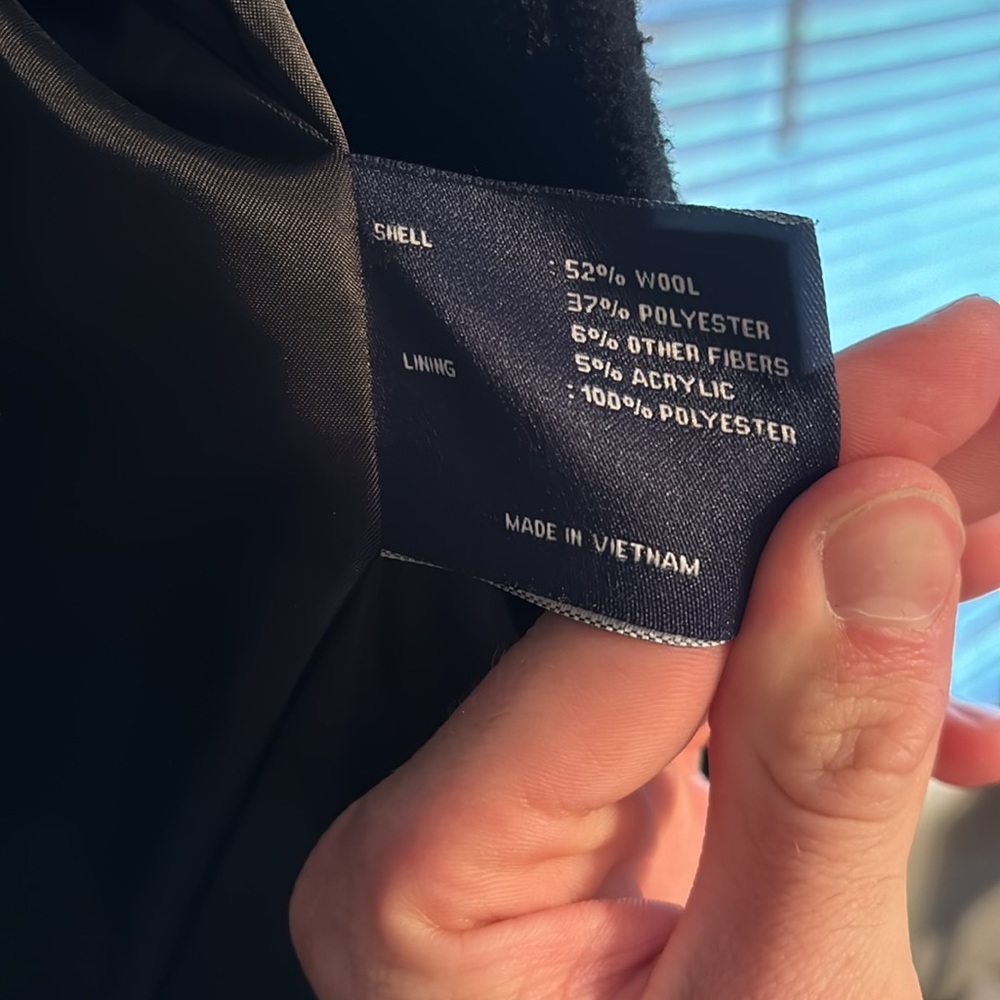 SHELL
: 52% WOOL
37% POLYESTER
6% OTHER FIBERS
5% ACRYLIC
LINING
: 100% POLYESTER
MADE IN VIETNAM